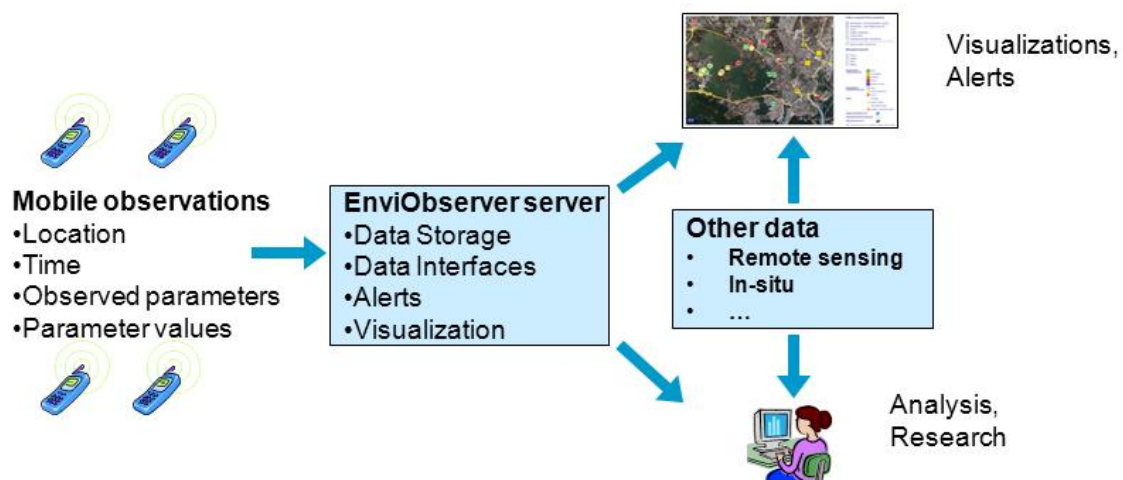 Visualizations,
Alerts
Mobile observations
•Location
•Time
•Observed parameters
•Parameter values
EnviObserver server
•Data Storage
•Data Interfaces
•Alerts
•Visualization
Other data
• Remote sensing
• In-situ
• ...
Analysis,
Research